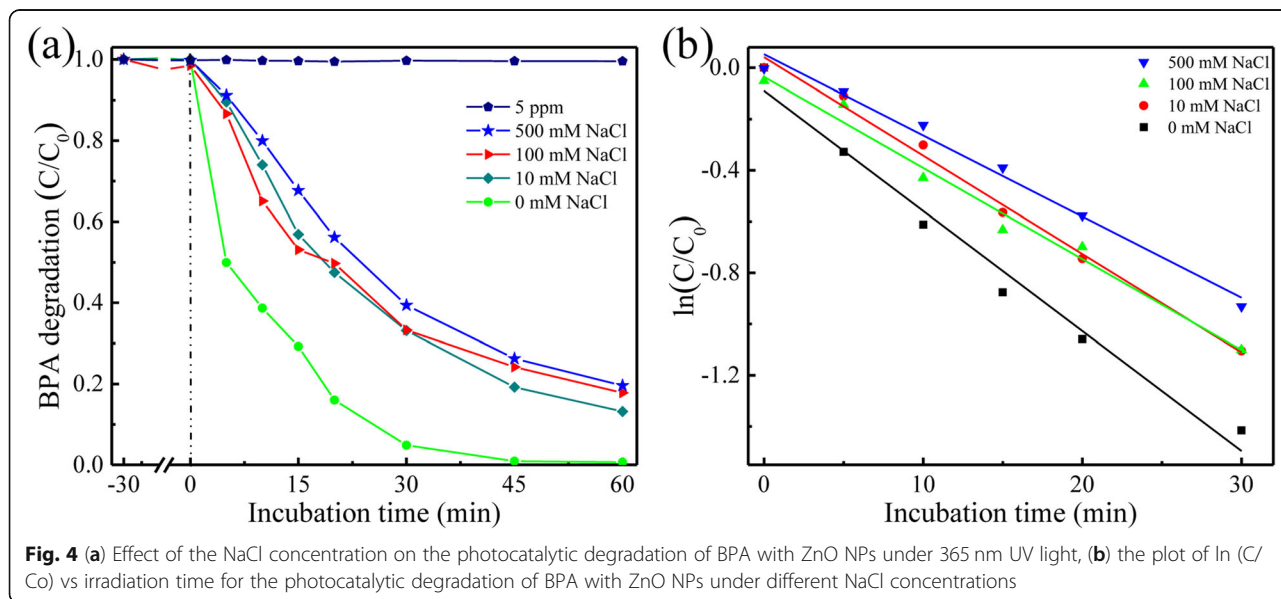 (a)
BPA degradation (C/C0)
1.0
0.8
0.6
0.4
0.2
0.0
5 ppm
500 mM NaCl
100 mM NaCl
10 mM NaCl
0 mM NaCl
-30 0 15 30 45 60
Incubation time (min)
(b)
ln(C/C0)
0.0
-0.4
-0.8
-1.2
500 mM NaCl
100 mM NaCl
10 mM NaCl
0 mM NaCl
0 10 20 30
Incubation time (min)
Fig. 4 (a) Effect of the NaCl concentration on the photocatalytic degradation of BPA with ZnO NPs under 365 nm UV light, (b) the plot of ln (C/
Co) vs irradiation time for the photocatalytic degradation of BPA with ZnO NPs under different NaCl concentrations